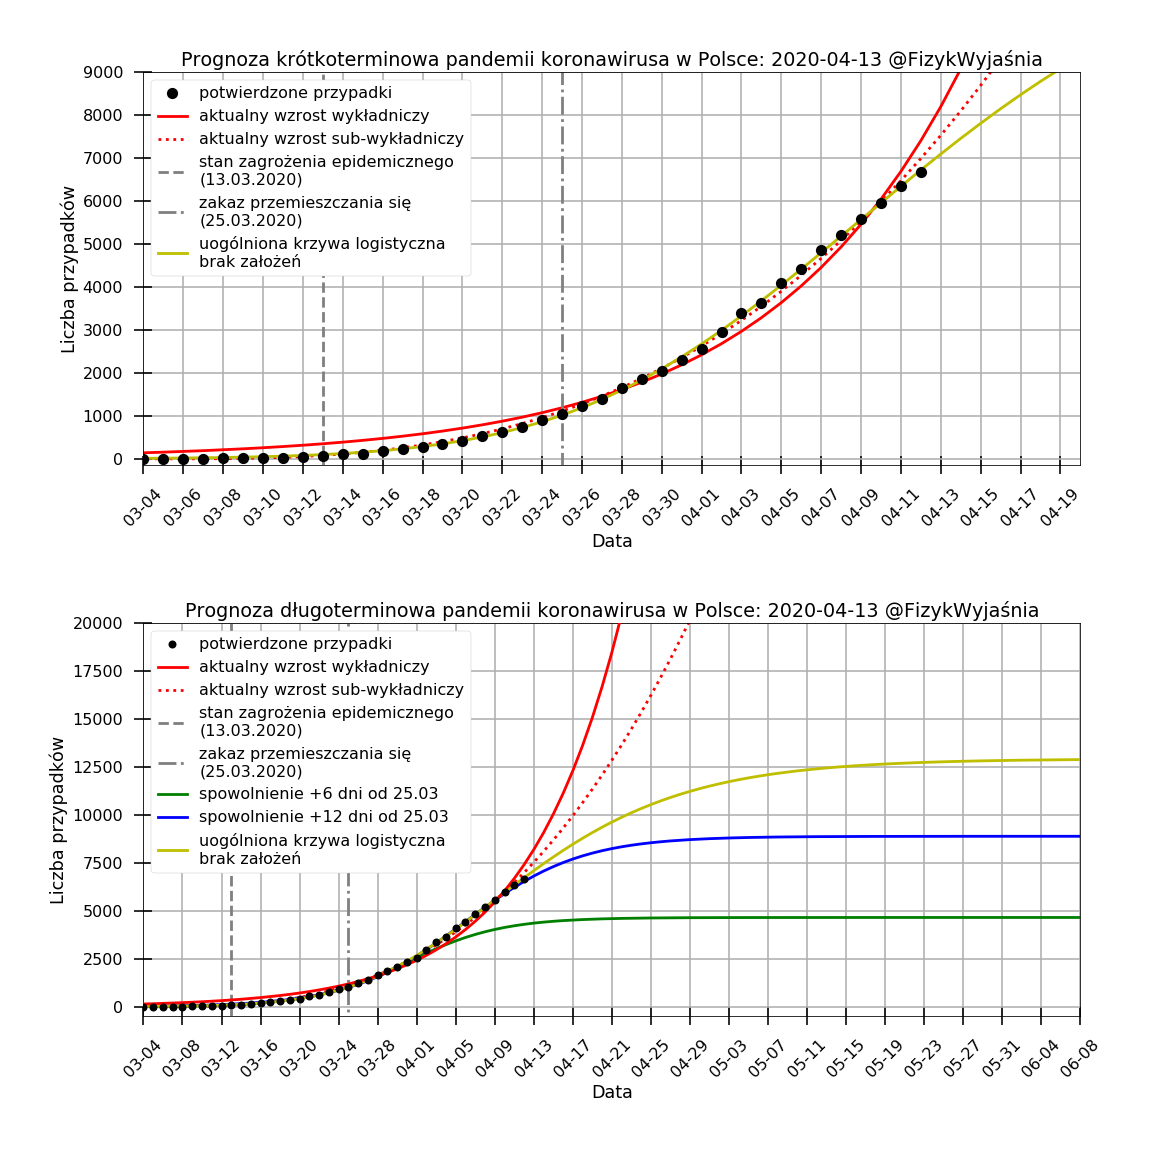 Prognoza krótkoterminowa pandemii koronawirusa w Polsce: 2020-04-13 @FizykWyjaśnia
9000
8000
7000
6000
5000
4000
3000
2000
1000
0
Liczba przypadków
potwierdzone przypadki
aktualny wzrost wykładniczy
aktualny wzrost sub-wykładniczy
stan zagrożenia epidemicznego
(13.03.2020)
zakaz przemieszczania się
(25.03.2020)
uogólniona krzywa logistyczna
brak założeń
03-04 03-06 03-08 03-10 03-12 03-14 03-16 03-18 03-20 03-22 03-24 03-26 03-28 03-30 04-01 04-03 04-05 04-07 04-09 04-11 04-13 04-15 04-17 04-19
Data
Prognoza długoterminowa pandemii koronawirusa w Polsce: 2020-04-13 @FizykWyjaśnia
20000
17500
15000
12500
10000
7500
5000
2500
0
Liczba przypadków
potwierdzone przypadki
aktualny wzrost wykładniczy
aktualny wzrost sub-wykładniczy
stan zagrożenia epidemicznego
(13.03.2020)
zakaz przemieszczania się
(25.03.2020)
spowolnienie +6 dni od 25.03
spowolnienie +12 dni od 25.03
uogólniona krzywa logistyczna
brak założeń
03-04 03-08 03-12 03-16 03-20 03-24 03-28 04-01 04-05 04-09 04-13 04-17 04-21 04-25 04-29 05-03 05-07 05-11 05-15 05-19 05-23 05-27 05-31 06-04 06-08
Data